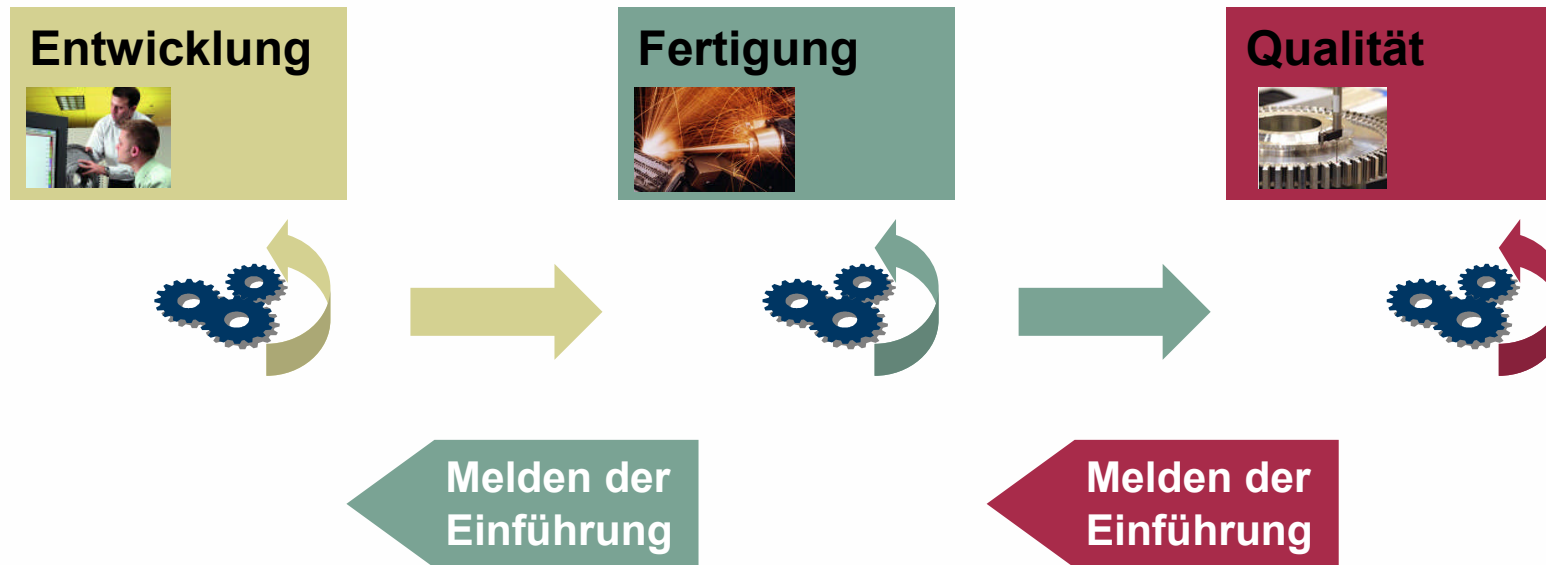 Entwicklung
Fertigung
Qualität
Melden der
Einführung
Melden der
Einführung